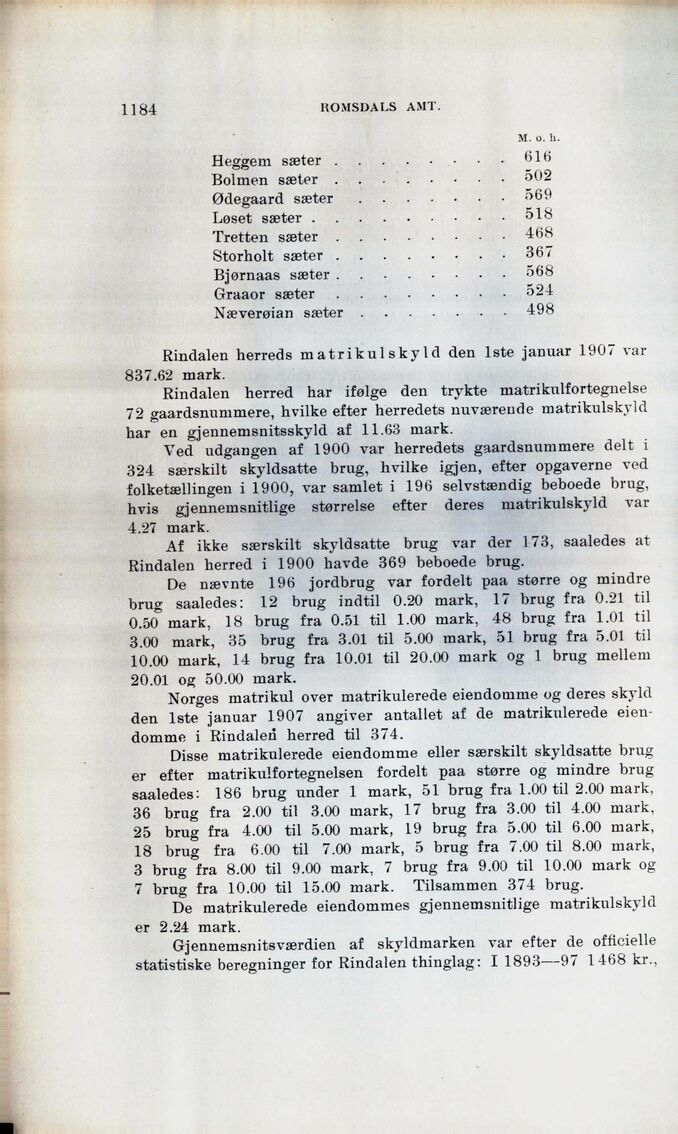 1184 ROMSDALS AMT.
M. o. h.
Heggem sæter . . . . . . . . 616
Bolmen sæter . . . . . . . . 502
Ødegaard sæter . . . . . . . 569
Løset sæter . . . . . . . . . 518
Tretten sæter . . . . . . . . 468
Storholt sæter . . . . . . . . 367
Bjørnaas sæter . . . . . . . . 568
Graaor sæter . . . . . . . . 524
Næverøian sæter . . . . . . . 498
Rindalen herreds matrikulskyld den 1ste januar 1907 var
837.62 mark.
Rindalen herred har ifølge den trykte matrikulfortegnelse
72 gaardsnummere, hvilke efter herredets nuværende matrikulskyld
har en gjennemsnitsskyld af 11.63 mark.
Ved udgangen af 1900 var herredets gaardsnummere delt i
324 særskilt skyldsatte brug, hvilke igjen, efter opgaverne ved
folketællingen i 1900, var samlet i 196 selvstændig beboede brug,
hvis gjennemsnitlige størrelse efter deres matrikulskyld var
4.27 mark.
Af ikke særskilt skyldsatte brug var der 173, saaledes at
Rindalen herred i 1900 havde 369 beboede brug.
De nævnte 196 jordbrug var fordelt paa større og mindre
brug saaledes: 12 brug indtil 0.20 mark, 17 brug fra 0.21 til
0.50 mark, 18 brug fra 0.51 til 1.00 mark, 48 brug fra 1.01 til
3.00 mark, 35 brug fra 3.01 til 5.00 mark, 51 brug fra 5.01 til
10.00 mark, 14 brug fra 10.01 til 20.00 mark og 1 brug mellem
20.01 og 50.00 mark.
Norges matrikul over matrikulerede eiendomme og deres skyld
den 1ste januar 1907 angiver antallet af de matrikulerede eien-
domme i Rindalen herred til 374.
Disse matrikulerede eiendomme eller særskilt skyldsatte brug
er efter matrikulfortegnelsen fordelt paa større og mindre brug
saaledes: 186 brug under 1 mark, 51 brug fra 1.00 til 2.00 mark,
36 brug fra 2.00 til 3.00 mark, 17 brug fra 3.00 til 4.00 mark,
25 brug fra 4.00 til 5.00 mark, 19 brug fra 5.00 til 6.00 mark,
18 brug fra 6.00 til 7.00 mark, 5 brug fra 7.00 til 8.00 mark,
3 brug fra 8.00 til 9.00 mark, 7 brug fra 9.00 til 10.00 mark og
7 brug fra 10.00 til 15.00 mark. Tilsammen 374 brug.
De matrikulerede eiendommes gjennemsnitlige matrikulskyld
er 2.24 mark.
Gjennemsnitsværdien af skyldmarken var efter de officielle
statistiske beregninger for Rindalen thinglag: I 1893—97 1468 kr.,